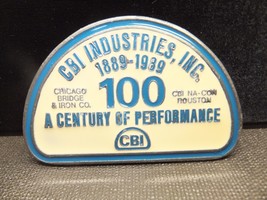 CBI INDUSTRIES, INC.
1889-1989
CHICAGO BRIDGE & IRON CO.
100
CBI NA-CON HOUSTON
A CENTURY OF PERFORMANCE
CBI